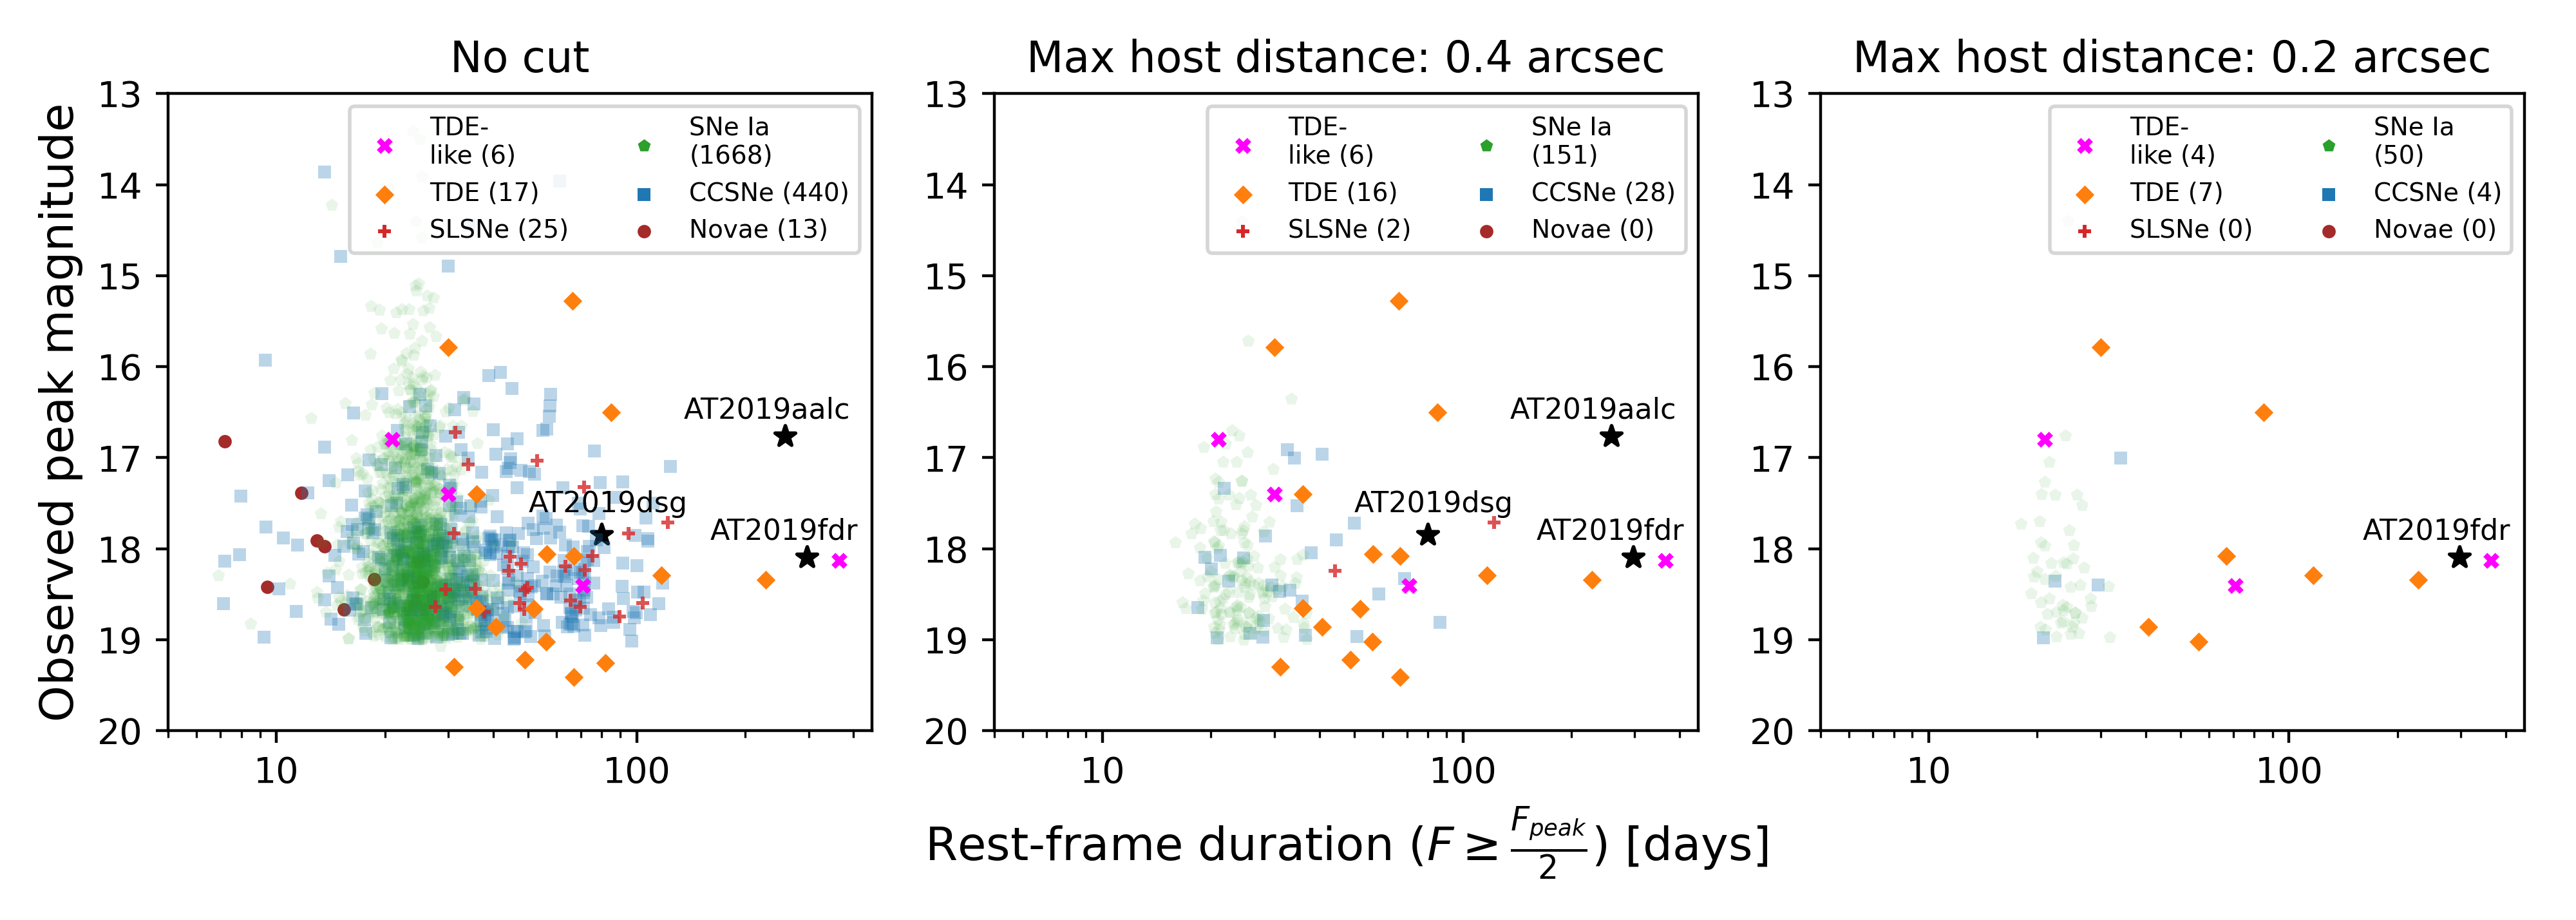 No cut
Max host distance: 0.4 arcsec
Max host distance: 0.2 arcsec
Observed peak magnitude
13
14
15
16
17
18
19
20
10
100
TDE-
like (6)
TDE (17)
SLSNe (25)
SNe Ia
(1668)
CCSNe (440)
Novae (13)
AT2019aalc
AT2019dsg
AT2019fdr
13
14
15
16
17
18
19
20
10
100
TDE-
like (6)
TDE (16)
SLSNe (2)
SNe Ia
(151)
CCSNe (28)
Novae (0)
AT2019aalc
AT2019dsg
AT2019fdr
13
14
15
16
17
18
19
20
10
100
TDE-
like (4)
TDE (7)
SLSNe (0)
SNe Ia
(50)
CCSNe (4)
Novae (0)
AT2019fdr
Rest-frame duration (F ≥ F_peak/2) [days]